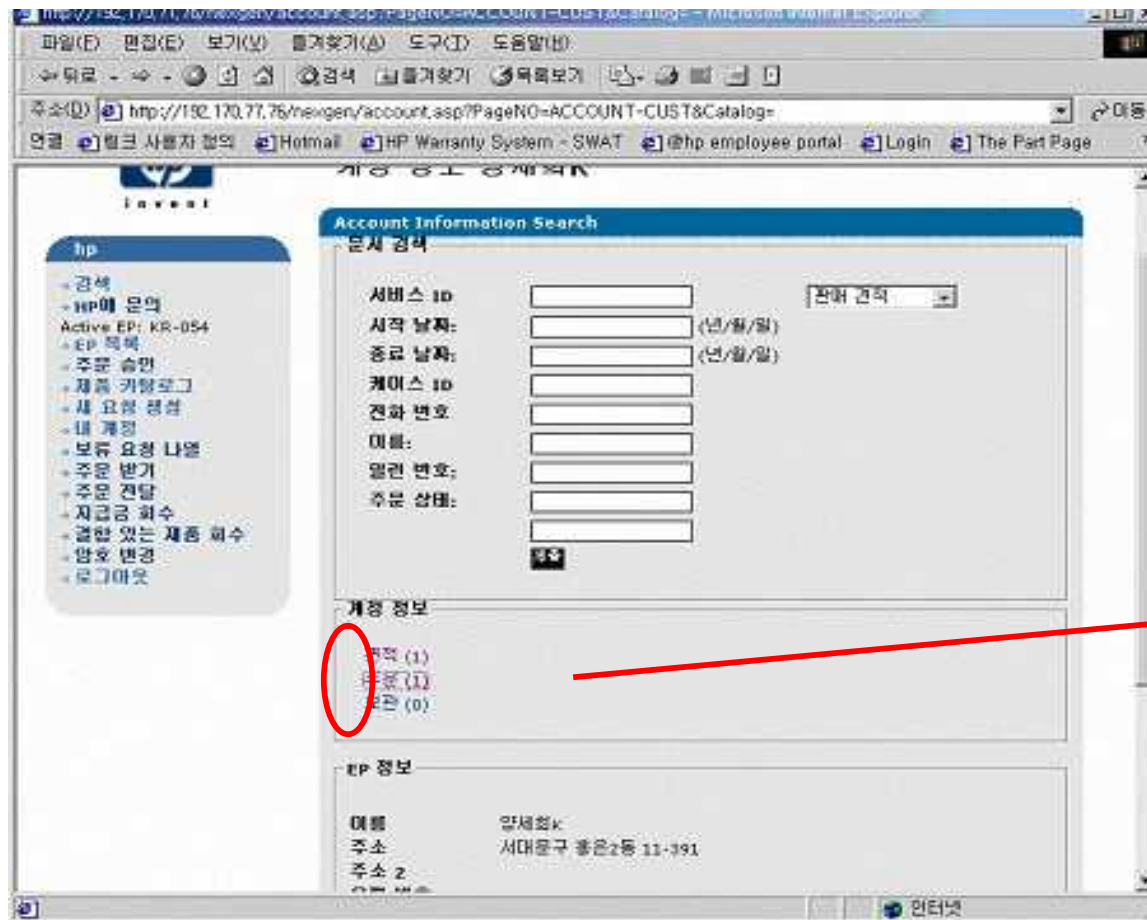 파일(F) 편집(E) 보기(V) 즐겨찾기(A) 도구(T) 도움말(H)
뒤로 검색 즐겨찾기 목록보기
주소(D) http://192.170.77.76/nexgen/account.asp?PageNO=ACCOUNT-CUST&Catalog= 이동
연결 링크 사용자 정의 Hotmail HP Warranty System - SWAT @hp employee portal Login The Part Page
hp
invent
Account Information Search
문서 검색
hp
검색
HP에 문의
Active EP: KR-054
EP 목록
주문 승인
제품 카탈로그
새 요청 생성
내 계정
보류 요청 나열
주문 받기
주문 전달
지급금 회수
결함 있는 제품 회수
암호 변경
로그아웃
서비스 ID 판매 견적
시작 날짜: (년/월/일)
종료 날짜: (년/월/일)
케이스 ID
전화 번호
이름:
일련 번호:
주문 상태:
계정 정보
견적 (1)
주문 (1)
보관 (0)
EP 정보
이름 양세희K
주소 서대문구 홍은2동 11-391
주소 2
인터넷